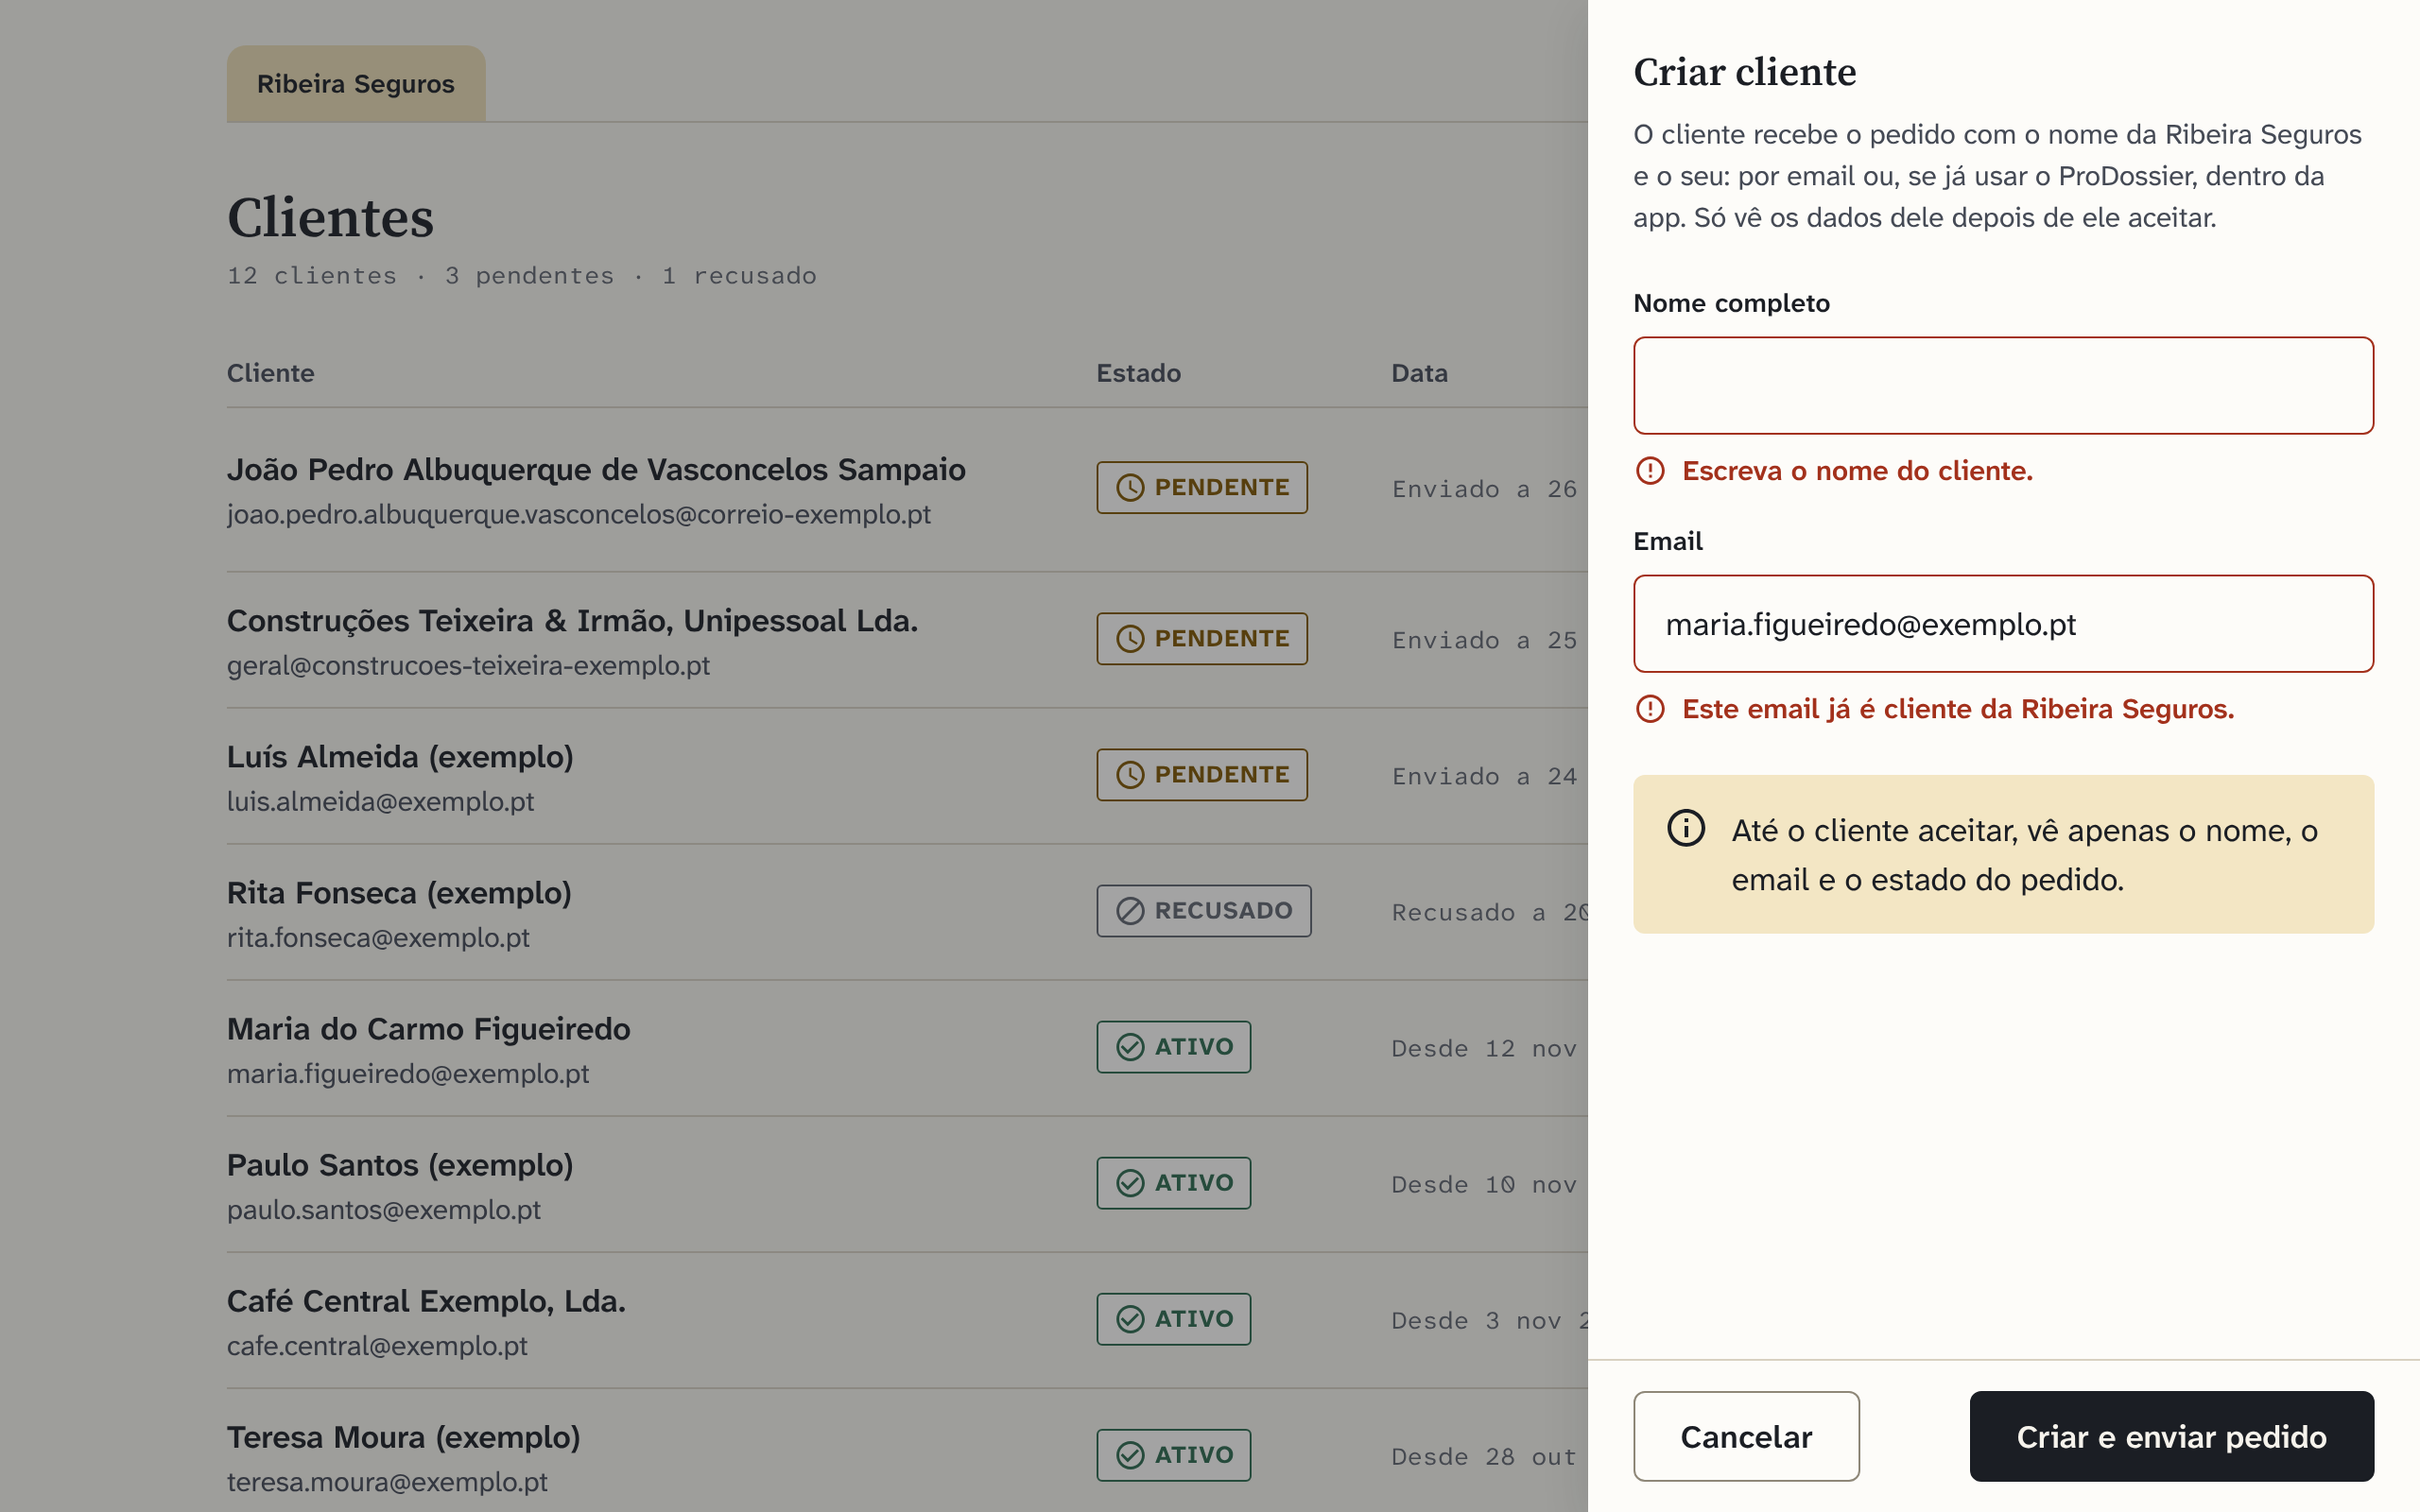 Ribeira Seguros
Clientes
12 clientes · 3 pendentes · 1 recusado
Cliente Estado Data
João Pedro Albuquerque de Vasconcelos Sampaio
joao.pedro.albuquerque.vasconcelos@correio-exemplo.pt
PENDENTE
Enviado a 26
Construções Teixeira & Irmão, Unipessoal Lda.
geral@construcoes-teixeira-exemplo.pt
PENDENTE
Enviado a 25
Luís Almeida (exemplo)
luis.almeida@exemplo.pt
PENDENTE
Enviado a 24
Rita Fonseca (exemplo)
rita.fonseca@exemplo.pt
RECUSADO
Recusado a 20
Maria do Carmo Figueiredo
maria.figueiredo@exemplo.pt
ATIVO
Desde 12 nov
Paulo Santos (exemplo)
paulo.santos@exemplo.pt
ATIVO
Desde 10 nov
Café Central Exemplo, Lda.
cafe.central@exemplo.pt
ATIVO
Desde 3 nov 2
Teresa Moura (exemplo)
teresa.moura@exemplo.pt
ATIVO
Desde 28 out
Criar cliente
O cliente recebe o pedido com o nome da Ribeira Seguros
e o seu: por email ou, se já usar o ProDossier, dentro da
app. Só vê os dados dele depois de ele aceitar.
Nome completo
Escreva o nome do cliente.
Email
maria.figueiredo@exemplo.pt
Este email já é cliente da Ribeira Seguros.
Até o cliente aceitar, vê apenas o nome, o
email e o estado do pedido.
Cancelar
Criar e enviar pedido